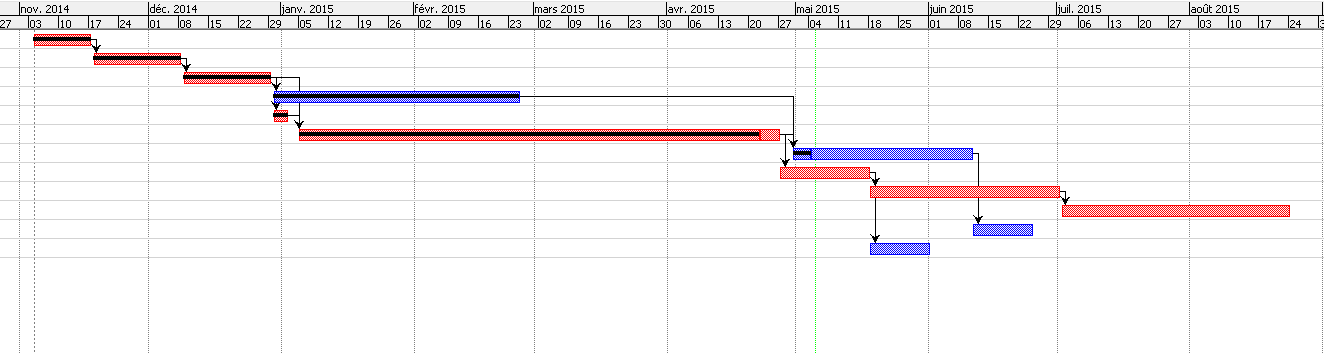 nov. 2014 déc. 2014 janv. 2015 févr. 2015 mars 2015 avr. 2015 mai 2015 juin 2015 juil. 2015 août 2015
27 03 10 17 24 01 08 15 22 29 05 12 19 26 02 09 16 23 02 09 16 23 30 06 13 20 27 04 11 18 25 01 08 15 22 29 06 13 20 27 03 10 17 24